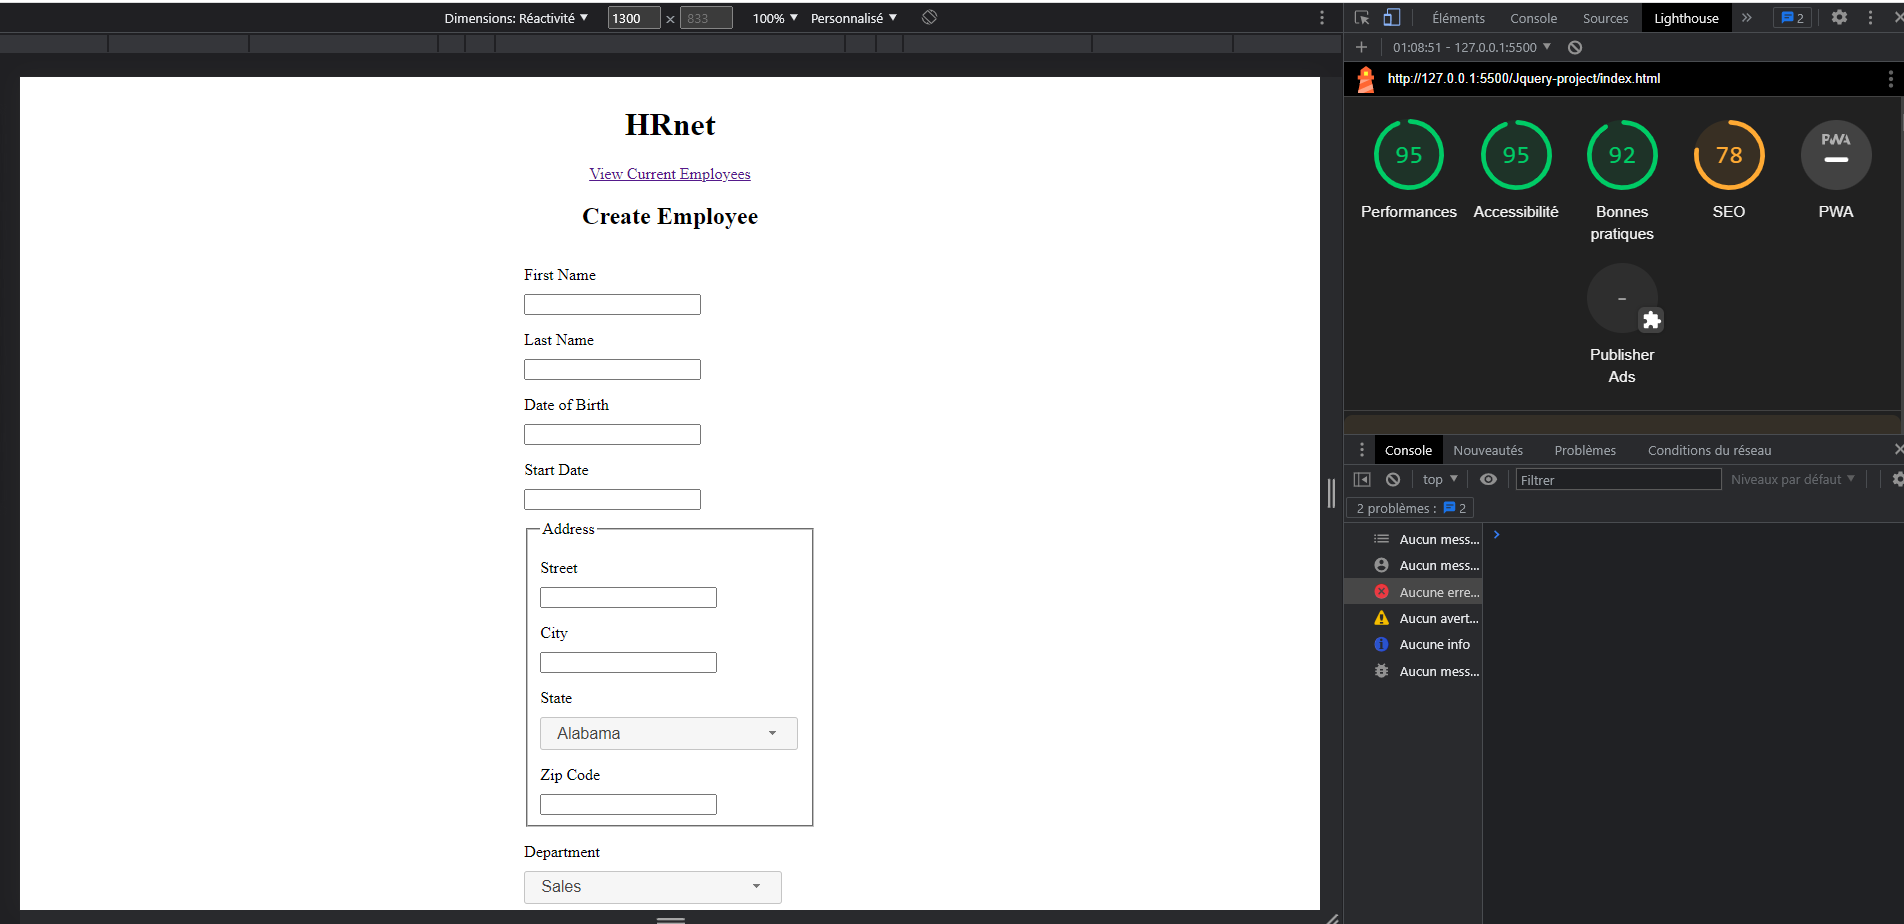 Dimensions: Réactivité ▼ 1300 × 833 100% ▼ Personnalisé ▼
HRnet
View Current Employees
Create Employee
First Name
Last Name
Date of Birth
Start Date
Address
Street
City
State
Alabama
Zip Code
Department
Sales
Éléments Console Sources Lighthouse » 2
+ 01:08:51 - 127.0.0.1:5500 ▼
http://127.0.0.1:5500/Jquery-project/index.html
95 95 92 78 PWA
Performances Accessibilité Bonnes pratiques SEO PWA
-
Publisher
Ads
Console Nouveautés Problèmes Conditions du réseau
top ▼ Filtrer Niveaux par défaut ▼
2 problèmes : 2
Aucun mess...
Aucun mess...
Aucune erre...
Aucun avert...
Aucune info
Aucun mess...